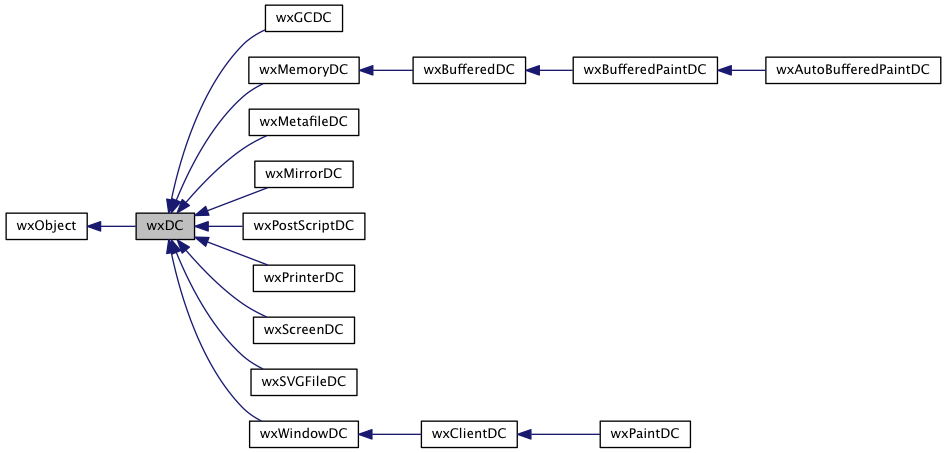 wxGCDC
wxMemoryDC
wxBufferedDC
wxBufferedPaintDC
wxAutoBufferedPaintDC
wxMetafileDC
wxMirrorDC
wxObject
wxDC
wxPostScriptDC
wxPrinterDC
wxScreenDC
wxSVGFileDC
wxWindowDC
wxClientDC
wxPaintDC